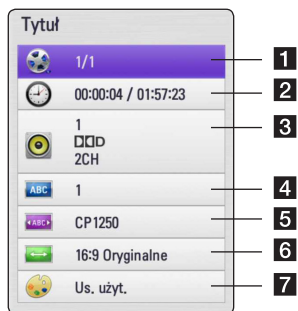 Tytuł
1/1
1
00:00:04 / 01:57:23
2
1
DD D
2CH
3
ABC
1
4
ABC
CP1250
5
16:9 Oryginalne
6
Us. użyt.
7